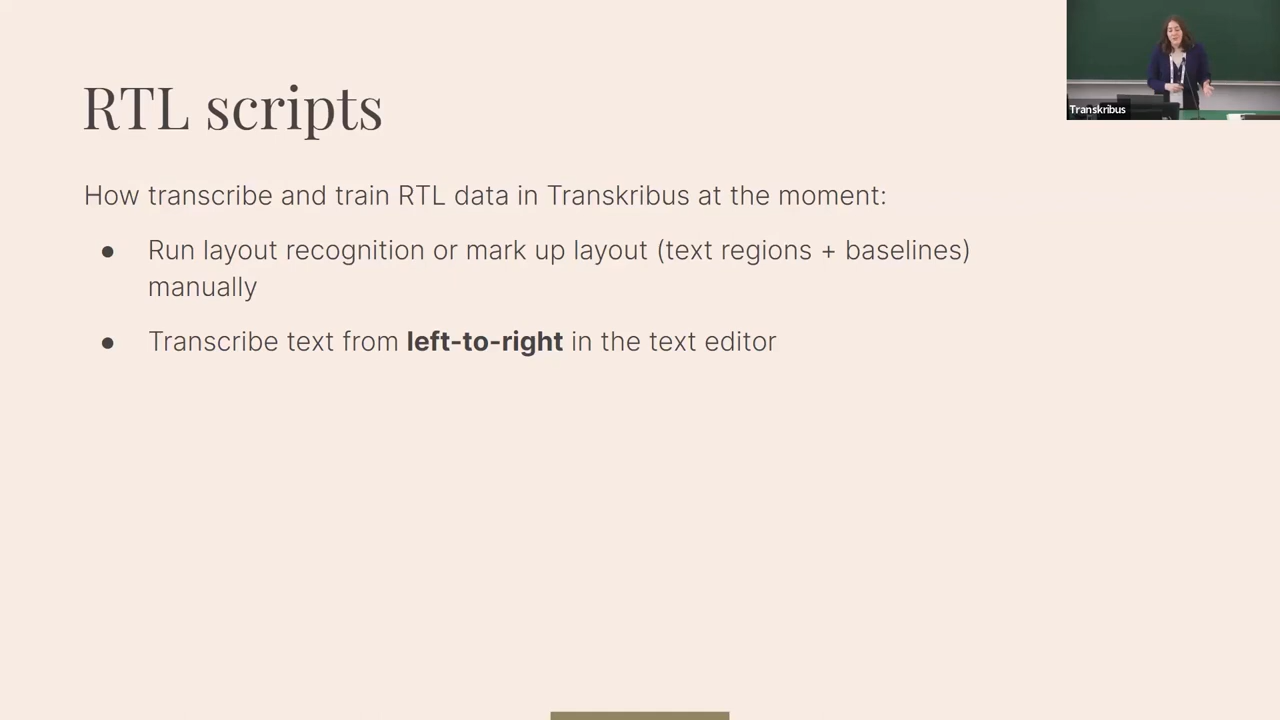 RTL scripts
Transkribus
How transcribe and train RTL data in Transkribus at the moment:
● Run layout recognition or mark up layout (text regions + baselines)
manually
● Transcribe text from left-to-right in the text editor